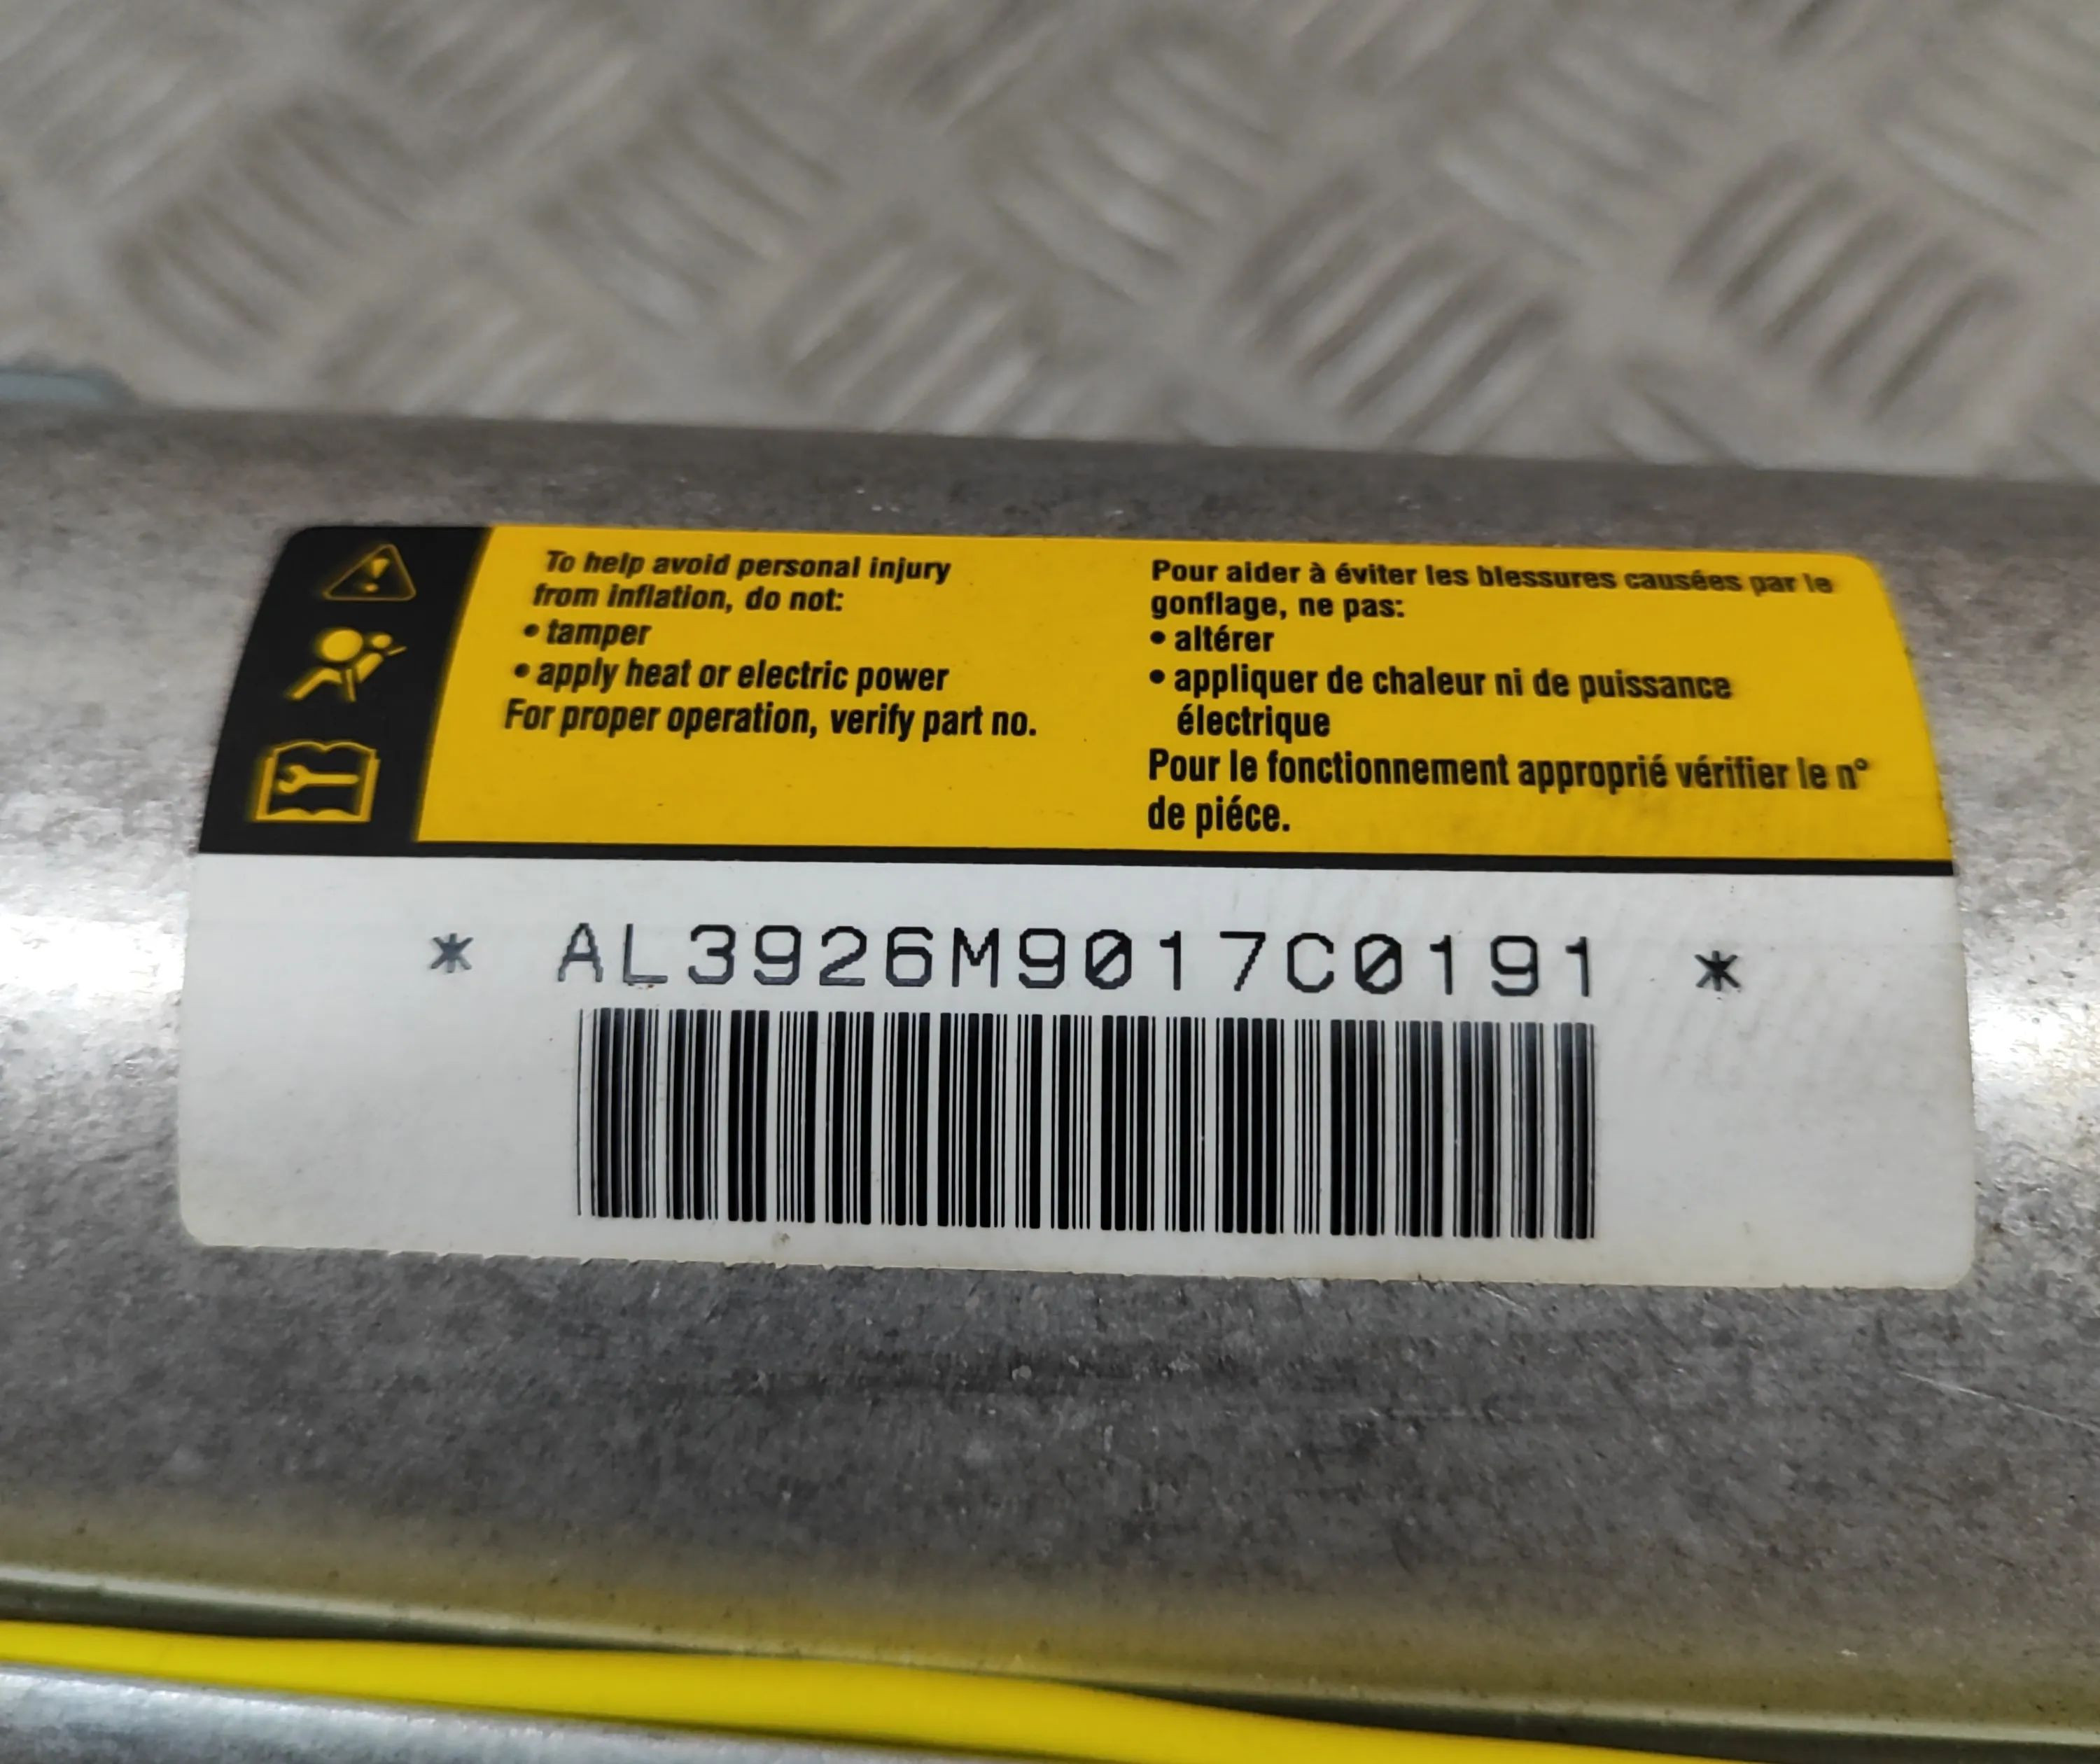 To help avoid personal injury
from inflation, do not:
• tamper
• apply heat or electric power
For proper operation, verify part no.
Pour aider à éviter les blessures causées par le
gonflage, ne pas:
• altérer
• appliquer de chaleur ni de puissance
électrique
Pour le fonctionnement approprié vérifier le n°
de piéce.
* AL3926M9017C0191 *